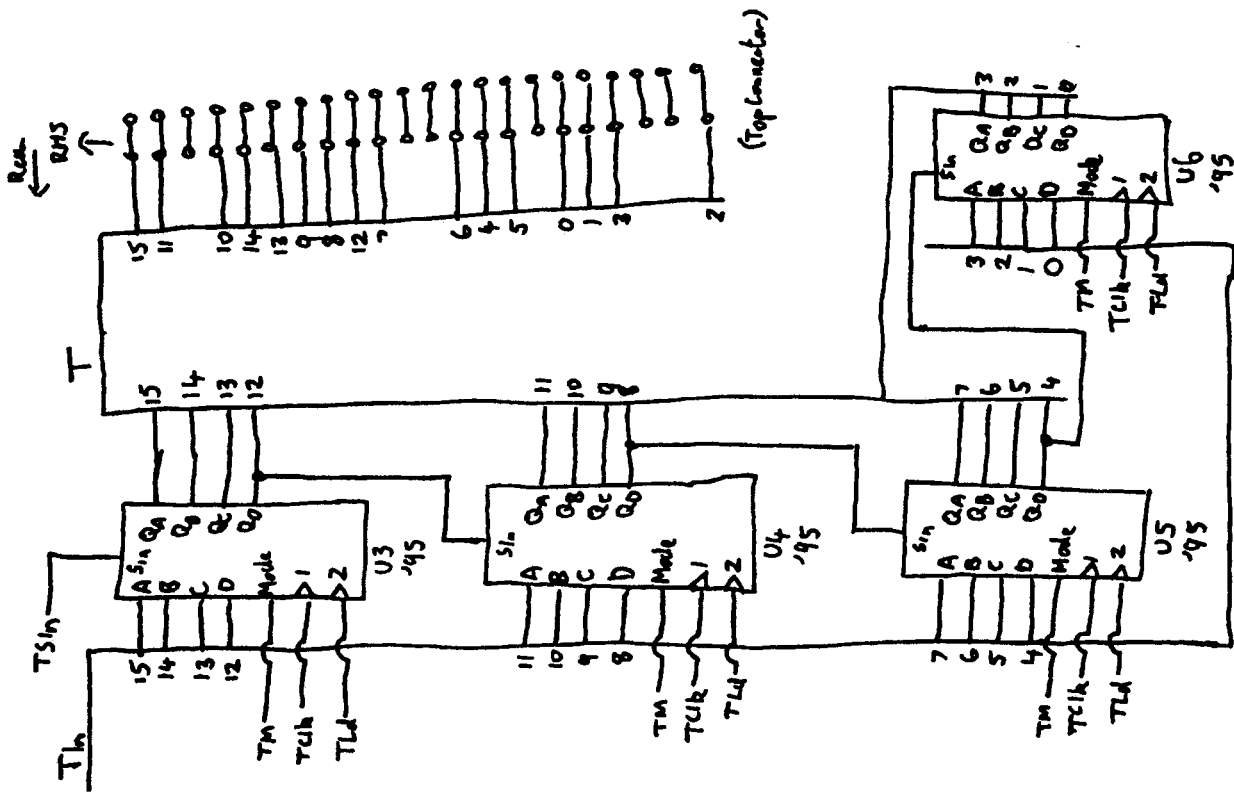 Rear
RHS
(Top Connector)
15
11
10
14
13
9
8
12
7
6
4
5
0
1
3
2
T
15
14
13
12
11
10
9
8
7
6
5
4
3
2
1
0
TSIn
TIn
SIn
QA
QB
QC
QD
A
B
C
D
Mode
1
2
U3
'95
15
14
13
12
TM
TClk
TLd
SIn
QA
QB
QC
QD
A
B
C
D
Mode
1
2
U4
'95
11
10
9
8
TM
TClk
TLd
SIn
QA
QB
QC
QD
A
B
C
D
Mode
1
2
U5
'95
7
6
5
4
TM
TClk
TLd
SIn
QA
QB
QC
QD
A
B
C
D
Mode
1
2
U6
'95
3
2
1
0
TM
TClk
TLd